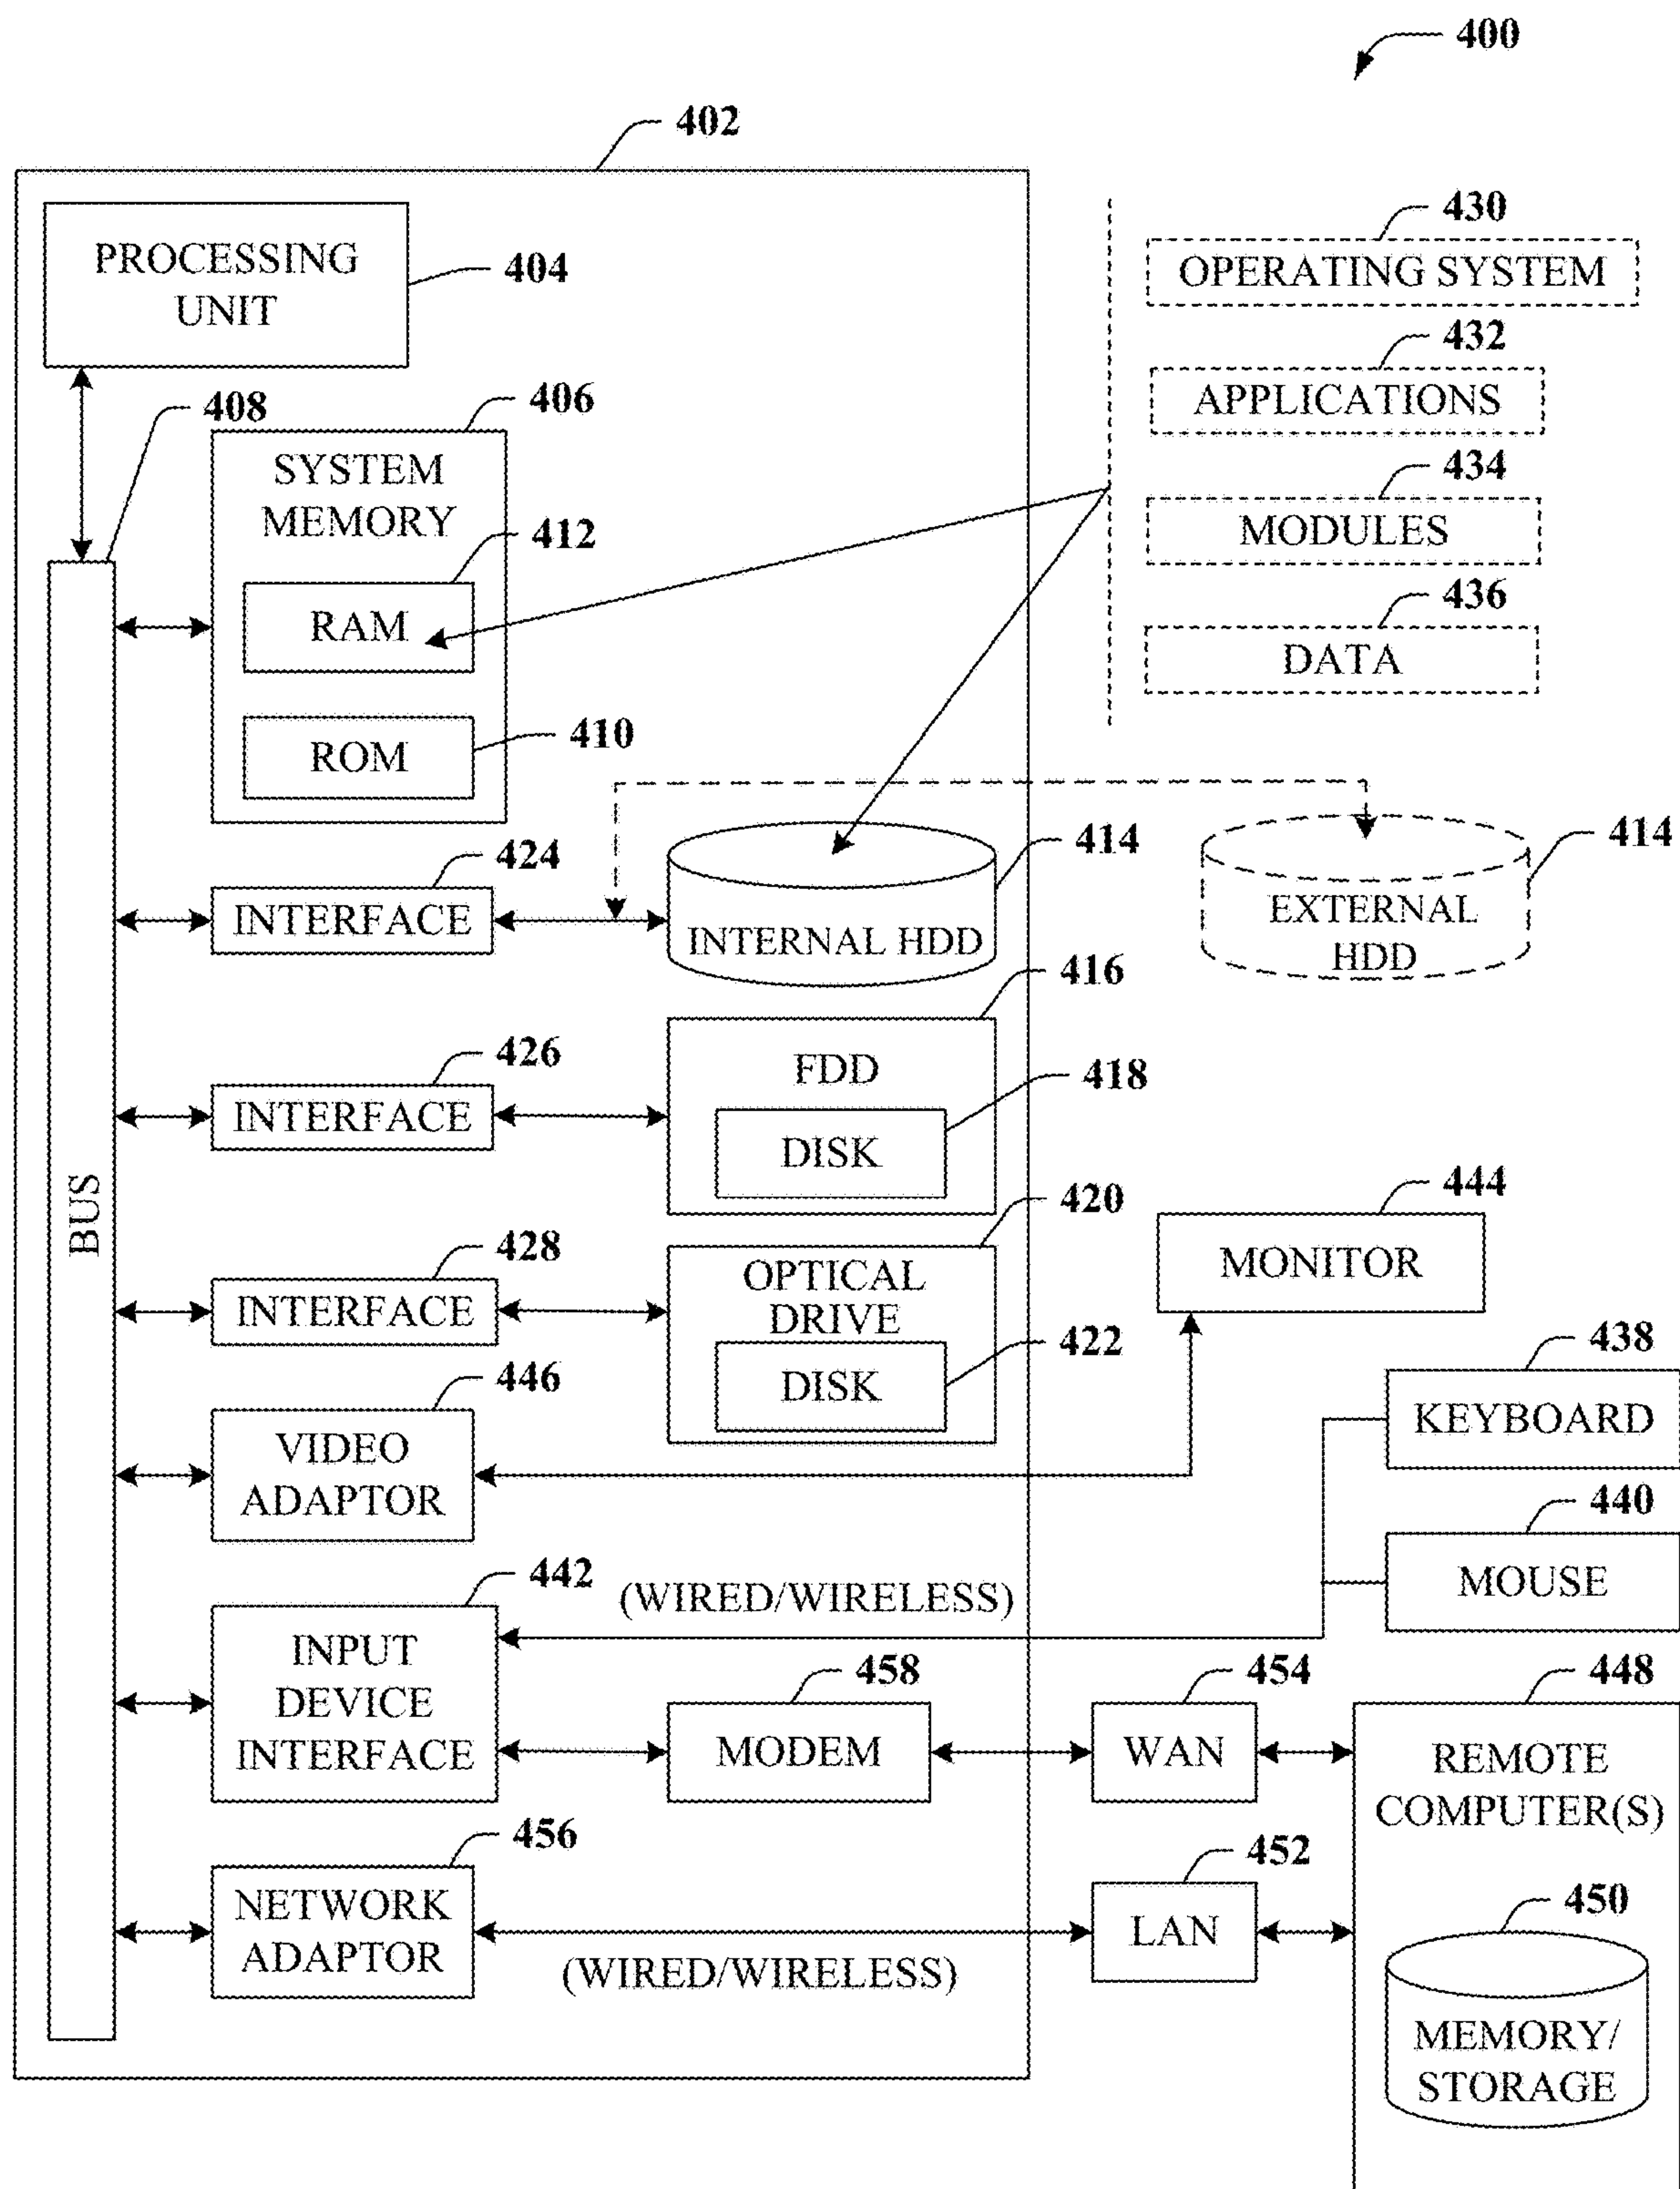 400
402
PROCESSING
UNIT
404
430
OPERATING SYSTEM
432
APPLICATIONS
434
MODULES
436
DATA
408
406
SYSTEM
MEMORY
412
RAM
410
ROM
424
INTERFACE
414
INTERNAL HDD
414
EXTERNAL
HDD
426
INTERFACE
416
FDD
418
DISK
BUS
428
INTERFACE
420
OPTICAL
DRIVE
422
DISK
444
MONITOR
446
VIDEO
ADAPTOR
438
KEYBOARD
440
MOUSE
442
(WIRED/WIRELESS)
INPUT
DEVICE
INTERFACE
458
MODEM
454
WAN
448
REMOTE
COMPUTER(S)
456
NETWORK
ADAPTOR
(WIRED/WIRELESS)
452
LAN
450
MEMORY/
STORAGE